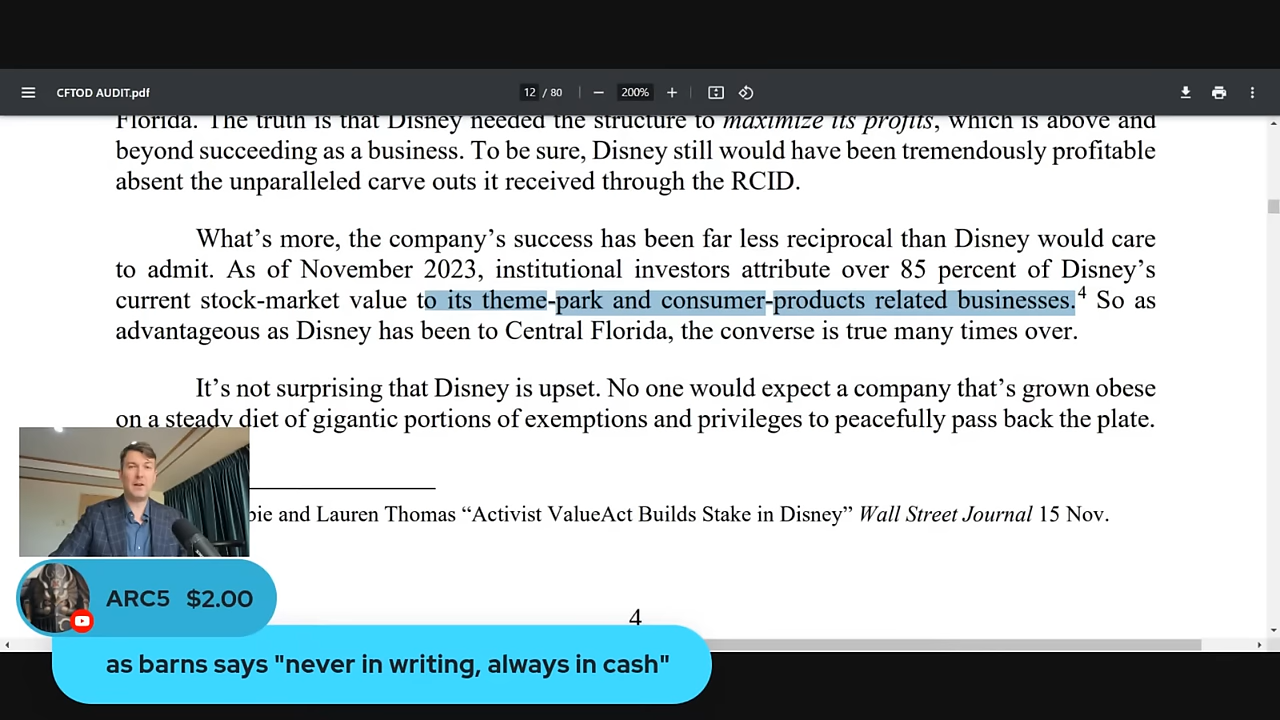 CFTOD AUDIT.pdf
12 / 80
200%
Florida. The truth is that Disney needed the structure to maximize its profits, which is above and
beyond succeeding as a business. To be sure, Disney still would have been tremendously profitable
absent the unparalleled carve outs it received through the RCID.
What’s more, the company’s success has been far less reciprocal than Disney would care
to admit. As of November 2023, institutional investors attribute over 85 percent of Disney’s
current stock-market value to its theme-park and consumer-products related businesses.4 So as
advantageous as Disney has been to Central Florida, the converse is true many times over.
It’s not surprising that Disney is upset. No one would expect a company that’s grown obese
on a steady diet of gigantic portions of exemptions and privileges to peacefully pass back the plate.
and Lauren Thomas “Activist ValueAct Builds Stake in Disney” Wall Street Journal 15 Nov.
4
ARC5 $2.00
as barns says "never in writing, always in cash"